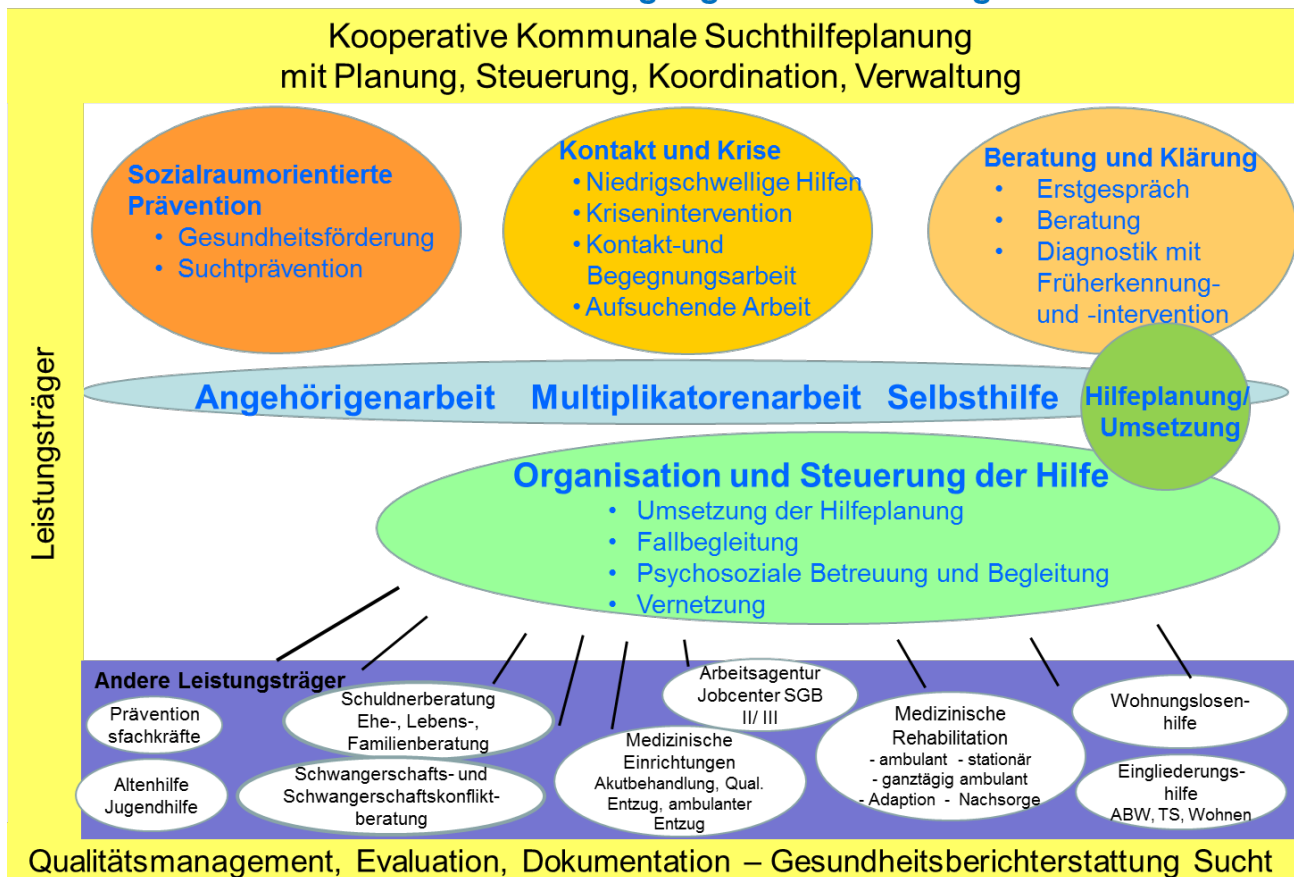 Kooperative Kommunale Suchthilfeplanung
mit Planung, Steuerung, Koordination, Verwaltung
Leistungsträger
Sozialraumorientierte
Prävention
• Gesundheitsförderung
• Suchtprävention
Kontakt und Krise
• Niedrigschwellige Hilfen
• Krisenintervention
• Kontakt-und
Begegnungsarbeit
• Aufsuchende Arbeit
Beratung und Klärung
• Erstgespräch
• Beratung
• Diagnostik mit
Früherkennung-
und -intervention
Angehörigenarbeit Multiplikatorenarbeit Selbsthilfe
Hilfeplanung/
Umsetzung
Organisation und Steuerung der Hilfe
• Umsetzung der Hilfeplanung
• Fallbegleitung
• Psychosoziale Betreuung und Begleitung
• Vernetzung
Andere Leistungsträger
Prävention
sfachkräfte
Altenhilfe
Jugendhilfe
Schuldnerberatung
Ehe-, Lebens-,
Familienberatung
Schwangerschafts- und
Schwangerschaftskonflikt-
beratung
Medizinische
Einrichtungen
Akutbehandlung, Qual.
Entzug, ambulanter
Entzug
Arbeitsagentur
Jobcenter SGB
II/ III
Medizinische
Rehabilitation
- ambulant - stationär
- ganztägig ambulant
- Adaption - Nachsorge
Wohnungslosen-
hilfe
Eingliederungs-
hilfe
ABW, TS, Wohnen
Qualitätsmanagement, Evaluation, Dokumentation – Gesundheitsberichterstattung Sucht